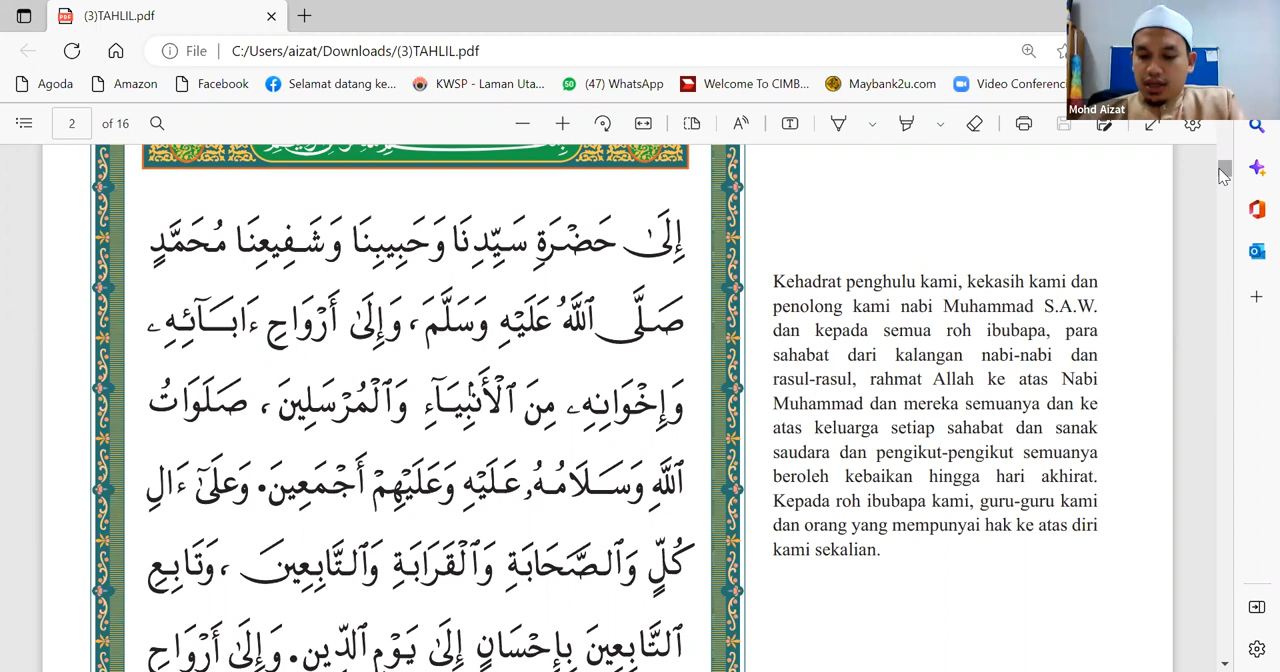 (3)TAHLIL.pdf
File C:/Users/aizat/Downloads/(3)TAHLIL.pdf
Agoda Amazon Facebook Selamat datang ke... KWSP - Laman Uta... (47) WhatsApp Welcome To CIMB... Maybank2u.com Video Conferenc
Mohd Aizat
2 of 16
إِلَىٰ حَضْرَةِ سَيِّدِنَا وَحَبِيبِنَا وَشَفِيعِنَا مُحَمَّدٍ
صَلَّى ٱللَّهُ عَلَيْهِ وَسَلَّمَ، وَإِلَىٰ أَرْوَاحِ ءَابَآئِهِۦ
وَإِخْوَانِهِۦ مِنَ ٱلْأَنۢبِيَآءِ وَٱلْمُرْسَلِينَ، صَلَوَاتُ
ٱللَّهِ وَسَلَامُهُۥ عَلَيْهِ وَعَلَيْهِمْ أَجْمَعِينَ. وَعَلَىٰٓ ءَالِ
كُلٍّ وَٱلصَّحَابَةِ وَٱلْقَرَابَةِ وَٱلتَّابِعِينَ، وَتَابِعِ
ٱلتَّابِعِينَ بِإِحْسَانٍ إِلَىٰ يَوْمِ ٱلدِّينِ. وَإِلَىٰ أَرْوَاحِ
Kehadrat penghulu kami, kekasih kami dan
penolong kami nabi Muhammad S.A.W.
dan kepada semua roh ibubapa, para
sahabat dari kalangan nabi-nabi dan
rasul-rasul, rahmat Allah ke atas Nabi
Muhammad dan mereka semuanya dan ke
atas keluarga setiap sahabat dan sanak
saudara dan pengikut-pengikut semuanya
beroleh kebaikan hingga hari akhirat.
Kepada roh ibubapa kami, guru-guru kami
dan orang yang mempunyai hak ke atas diri
kami sekalian.